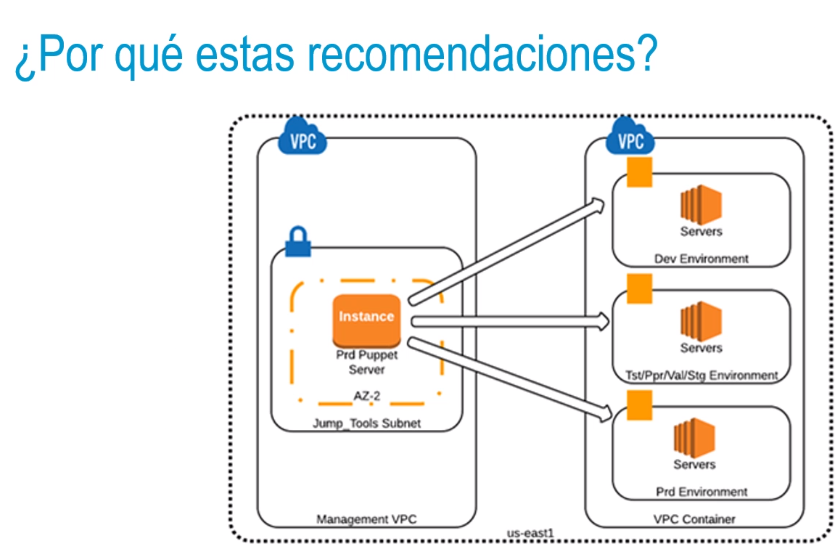 ¿Por qué estas recomendaciones?
VPC
VPC
Instance
Prd Puppet
Server
AZ-2
Jump_Tools Subnet
Management VPC
Servers
Dev Environment
Servers
Tst/Ppr/Val/Stg Environment
Servers
Prd Environment
VPC Container
us-east1